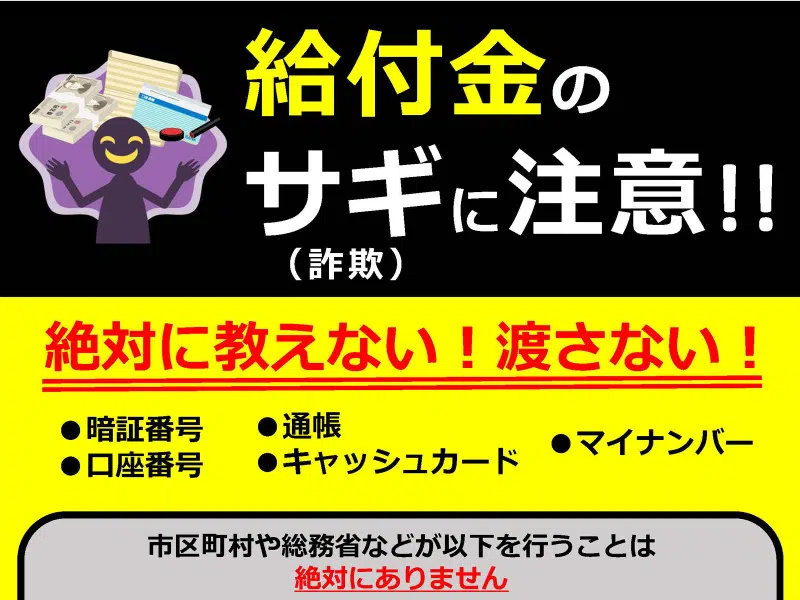 給付金の
サギに注意!!
（詐欺）
絶対に教えない！渡さない！
●暗証番号 ●通帳 ●マイナンバー
●口座番号 ●キャッシュカード
市区町村や総務省などが以下を行うことは
絶対にありません